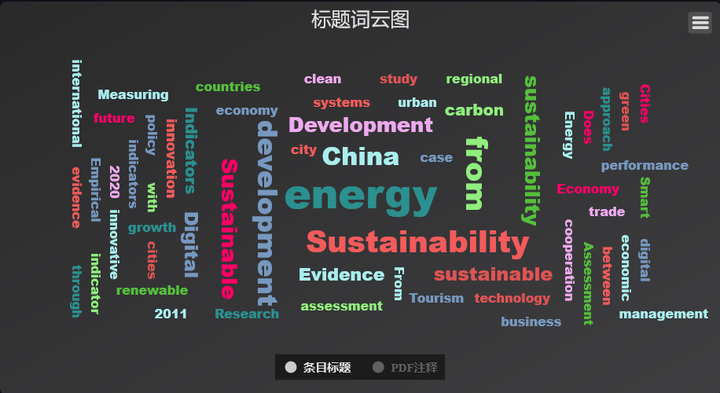 标题词云图
international
Measuring
countries
clean
study
regional
sustainability
Cities
green
approach
future
policy
innovation
Indicators
economy
systems
urban
carbon
Energy
Does
Development
development
indicators
city
China
case
from
performance
evidence
Empirical
2020
with
Sustainable
energy
Economy
Smart
trade
innovative
growth
Digital
Sustainability
cooperation
cities
Assessment
between
economic
digital
through
indicator
renewable
Evidence
From
sustainable
2011
Research
assessment
Tourism
technology
business
management
条目标题
PDF注释